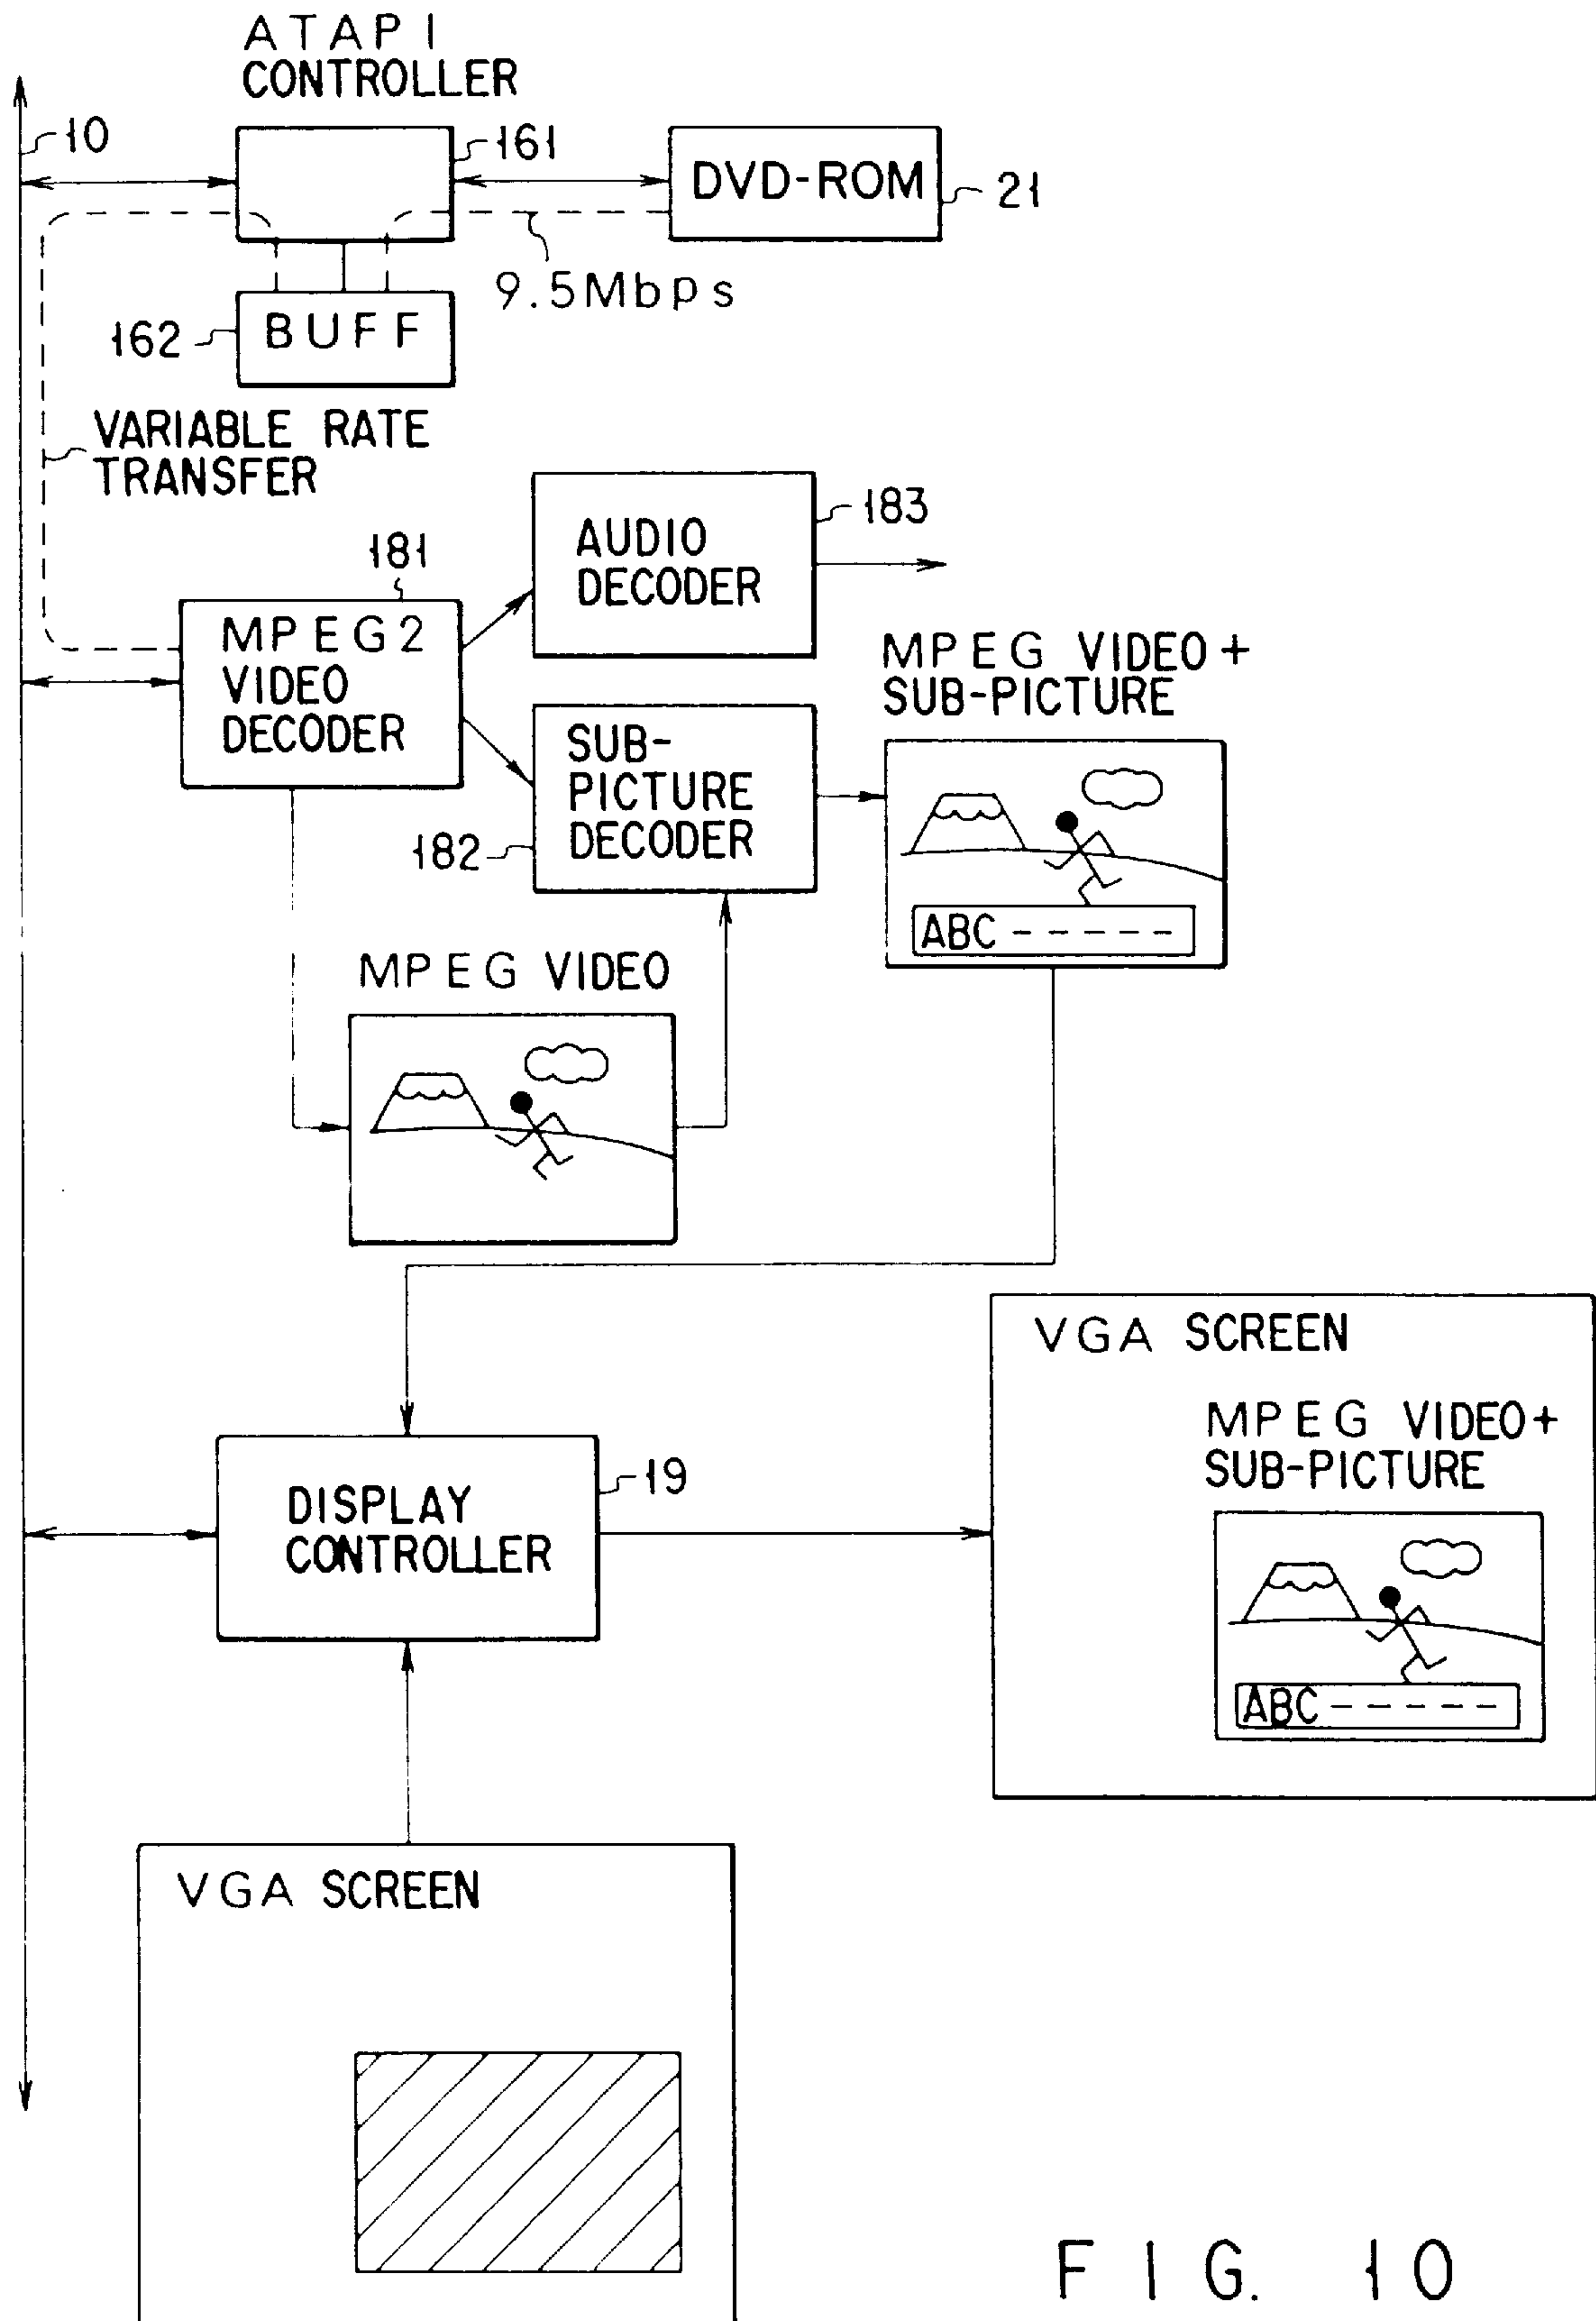 ATAPI
CONTROLLER
10
161
DVD-ROM
21
9.5Mbps
162
BUFF
VARIABLE RATE
TRANSFER
183
AUDIO
DECODER
181
MPEG2
VIDEO
DECODER
MPEG VIDEO+
SUB-PICTURE
SUB-
PICTURE
DECODER
182
ABC -----
MPEG VIDEO
VGA SCREEN
MPEG VIDEO+
SUB-PICTURE
19
DISPLAY
CONTROLLER
ABC -----
VGA SCREEN
FIG. 10